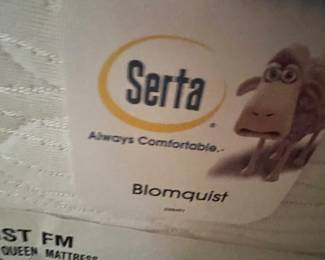 Serta
Always Comfortable.
Blomquist
ST FM
QUEEN MATTRESS